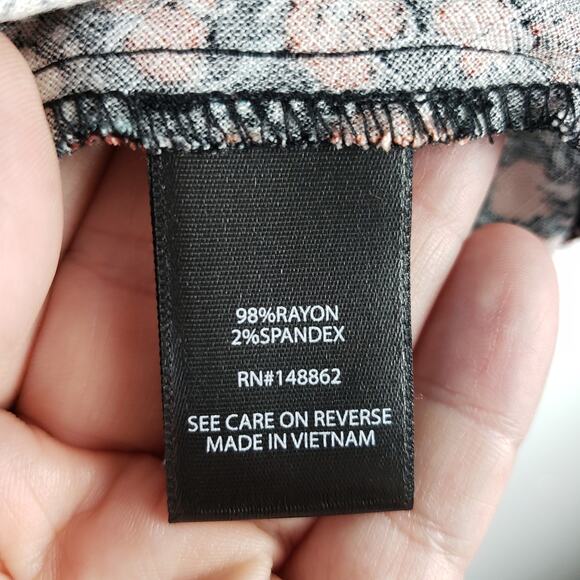 98%RAYON
2%SPANDEX
RN#148862
SEE CARE ON REVERSE
MADE IN VIETNAM